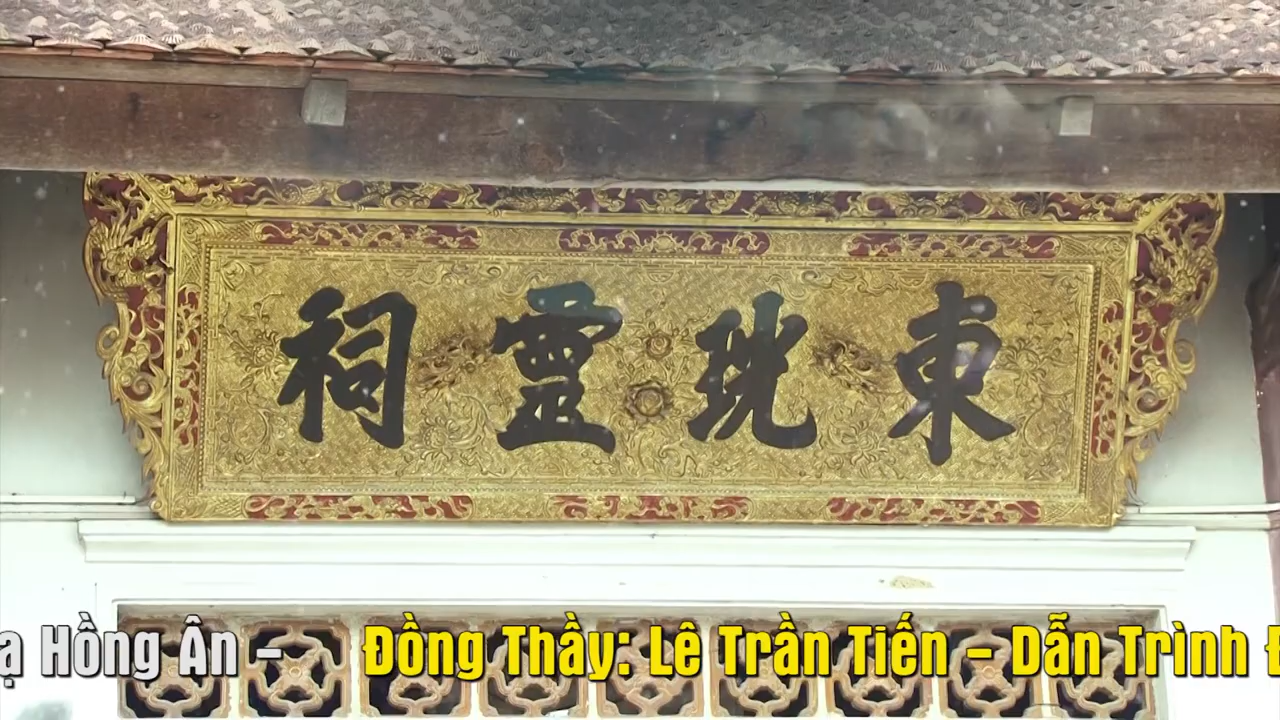 東珖霊祠
ạ Hồng Ân - Đồng Thầy: Lê Trần Tiến - Dẫn Trình Đ